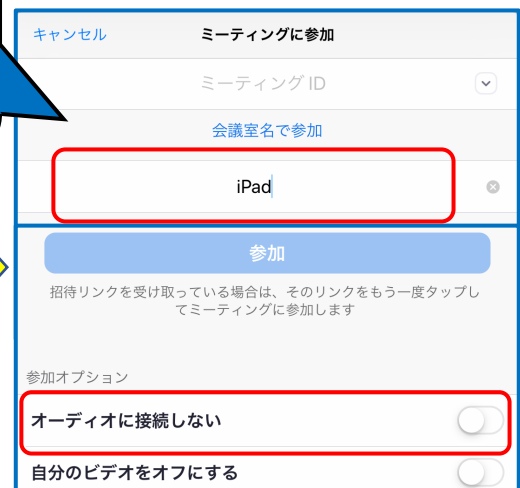 キャンセル ミーティングに参加
ミーティング ID
会議室名で参加
iPad
参加
招待リンクを受け取っている場合は、そのリンクをもう一度タップし
てミーティングに参加します
参加オプション
オーディオに接続しない
自分のビデオをオフにする